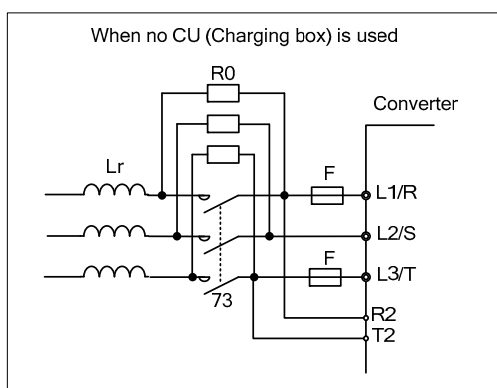 When no CU (Charging box) is used
R0
Converter
Lr
F
L1/R
L2/S
F
L3/T
73
R2
T2